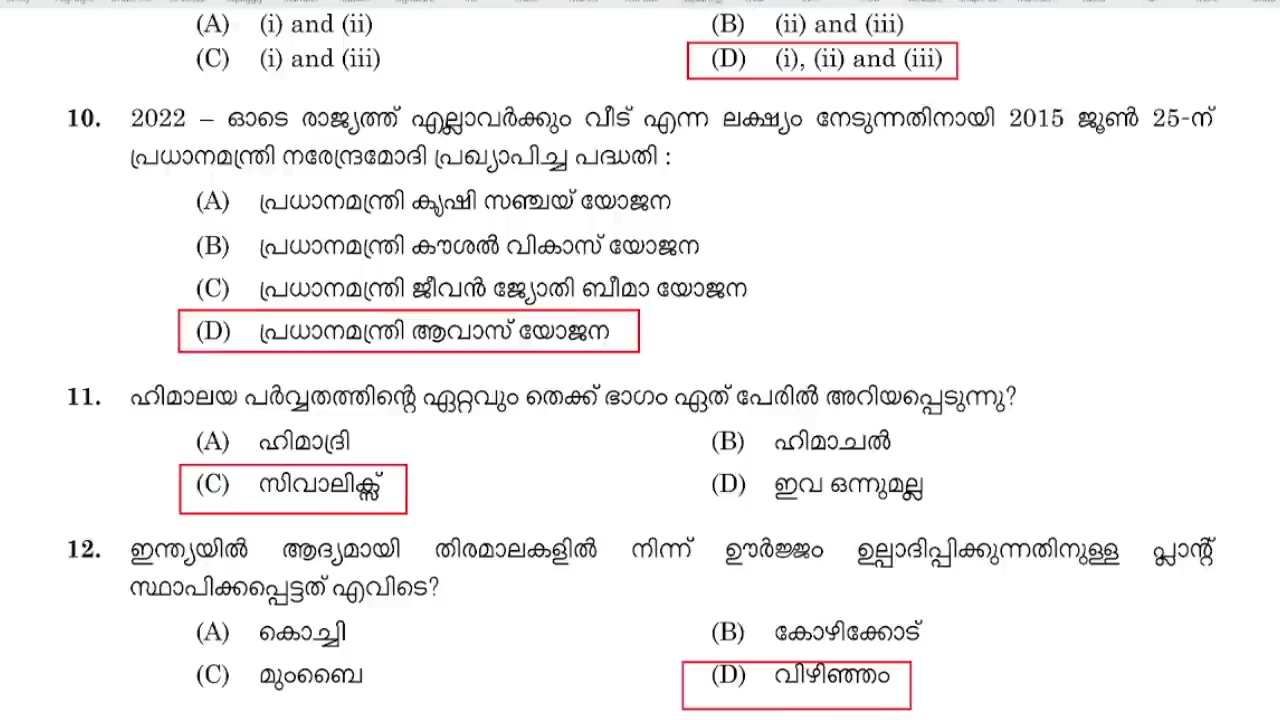 (A) (i) and (ii) (B) (ii) and (iii)
(C) (i) and (iii) (D) (i), (ii) and (iii)
10. 2022 – ഓടെ രാജ്യത്ത് എല്ലാവർക്കും വീട് എന്ന ലക്ഷ്യം നേടുന്നതിനായി 2015 ജൂൺ 25-ന്
പ്രധാനമന്ത്രി നരേന്ദ്രമോദി പ്രഖ്യാപിച്ച പദ്ധതി :
(A) പ്രധാനമന്ത്രി കൃഷി സഞ്ചയ് യോജന
(B) പ്രധാനമന്ത്രി കൗശൽ വികാസ് യോജന
(C) പ്രധാനമന്ത്രി ജീവൻ ജ്യോതി ബീമാ യോജന
(D) പ്രധാനമന്ത്രി ആവാസ് യോജന
11. ഹിമാലയ പർവ്വതത്തിന്റെ ഏറ്റവും തെക്ക് ഭാഗം ഏത് പേരിൽ അറിയപ്പെടുന്നു?
(A) ഹിമാദ്രി (B) ഹിമാചൽ
(C) സിവാലിക്സ് (D) ഇവ ഒന്നുമല്ല
12. ഇന്ത്യയിൽ ആദ്യമായി തിരമാലകളിൽ നിന്ന് ഊർജ്ജം ഉല്പാദിപ്പിക്കുന്നതിനുള്ള പ്ലാന്റ്
സ്ഥാപിക്കപ്പെട്ടത് എവിടെ?
(A) കൊച്ചി (B) കോഴിക്കോട്
(C) മുംബൈ (D) വിഴിഞ്ഞം